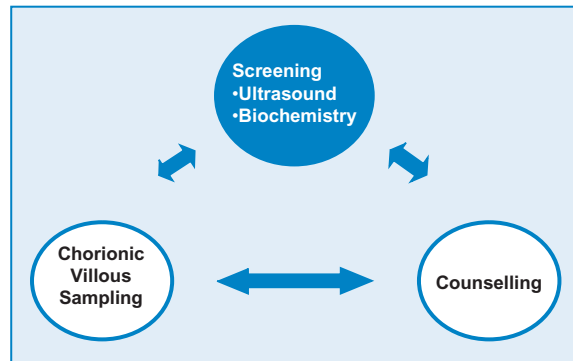 Screening
•Ultrasound
•Biochemistry
Chorionic
Villous
Sampling
Counselling